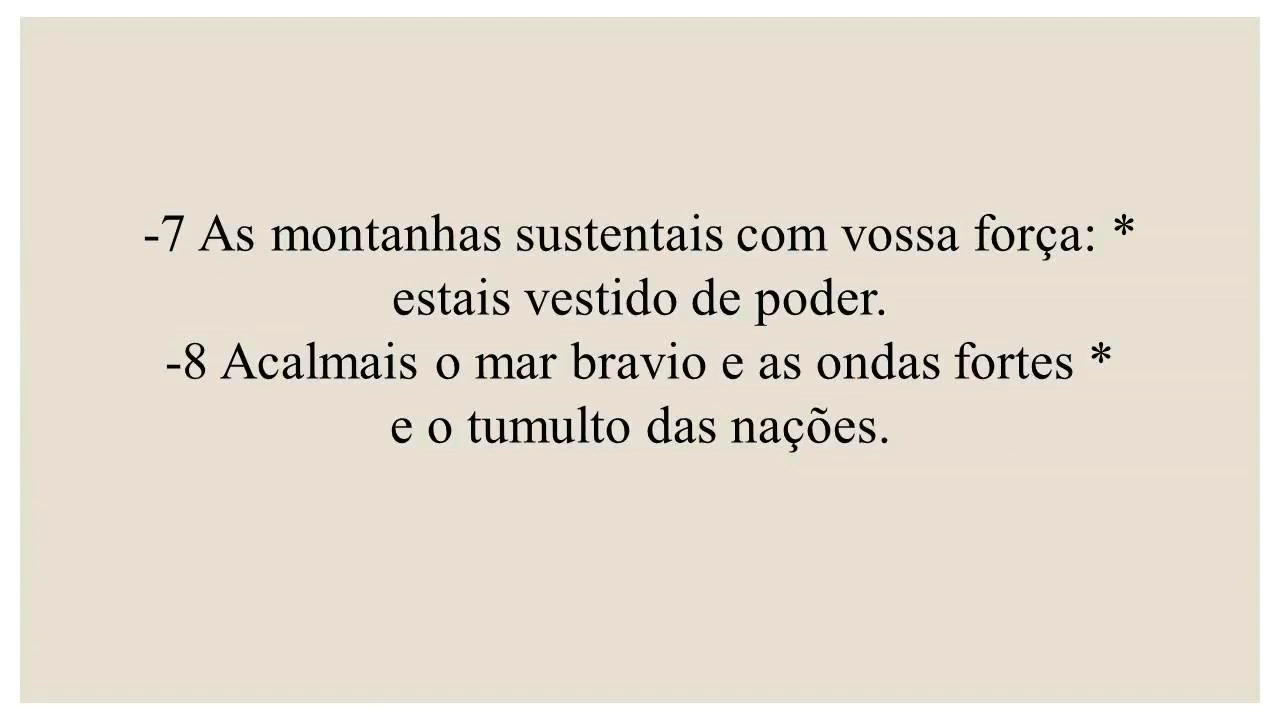 -7 As montanhas sustentais com vossa força: *
estais vestido de poder.
-8 Acalmais o mar bravio e as ondas fortes *
e o tumulto das nações.